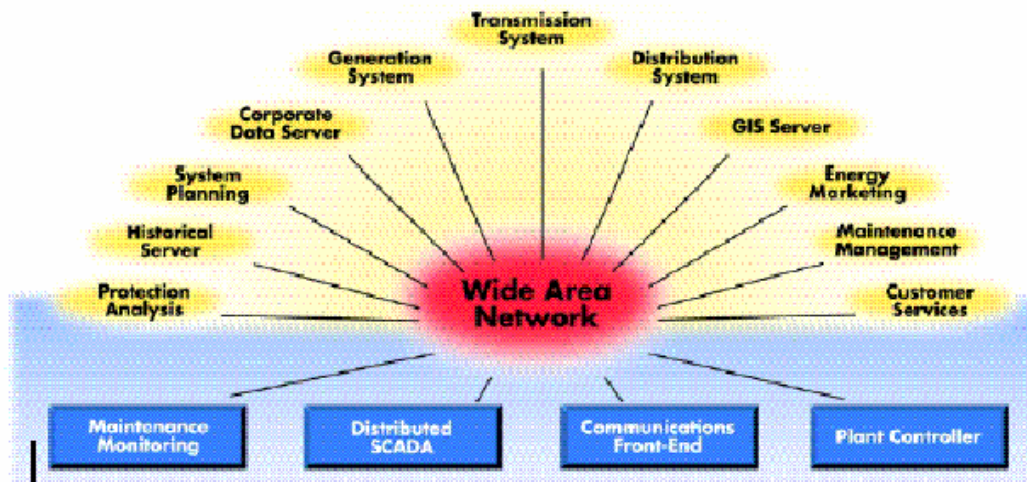 Transmission
System
Generation
System
Distribution
System
Corporate
Data Server
GIS Server
System
Planning
Energy
Marketing
Historical
Server
Maintenance
Management
Protection
Analysis
Wide Area
Network
Customer
Services
Maintenance
Monitoring
Distributed
SCADA
Communications
Front-End
Plant Controller